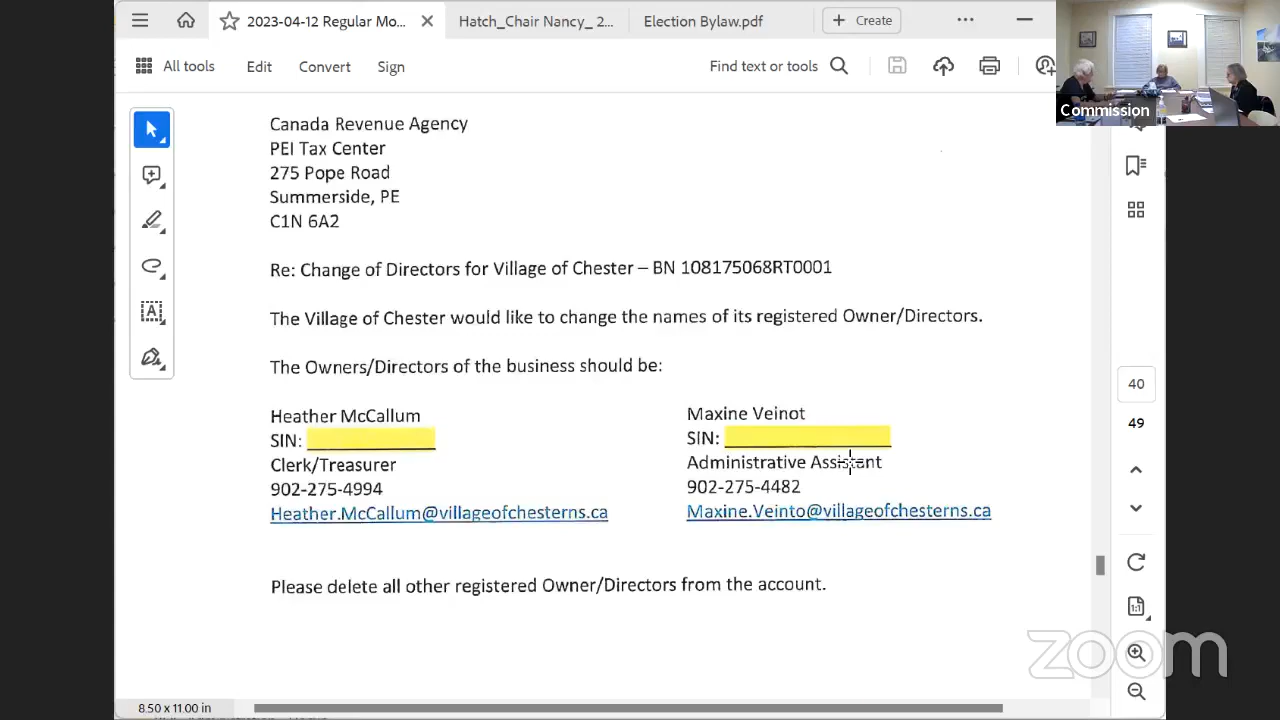 2023-04-12 Regular Mo...
Hatch_Chair Nancy_ 2...
Election Bylaw.pdf
+ Create
All tools
Edit
Convert
Sign
Find text or tools
Commission
Canada Revenue Agency
PEI Tax Center
275 Pope Road
Summerside, PE
C1N 6A2
Re: Change of Directors for Village of Chester – BN 108175068RT0001
The Village of Chester would like to change the names of its registered Owner/Directors.
The Owners/Directors of the business should be:
Heather McCallum
SIN:
Clerk/Treasurer
902-275-4994
Heather.McCallum@villageofchesterns.ca
Maxine Veinot
SIN:
Administrative Assistant
902-275-4482
Maxine.Veinto@villageofchesterns.ca
Please delete all other registered Owner/Directors from the account.
40
49
1:1
zoom
8.50 x 11.00 in